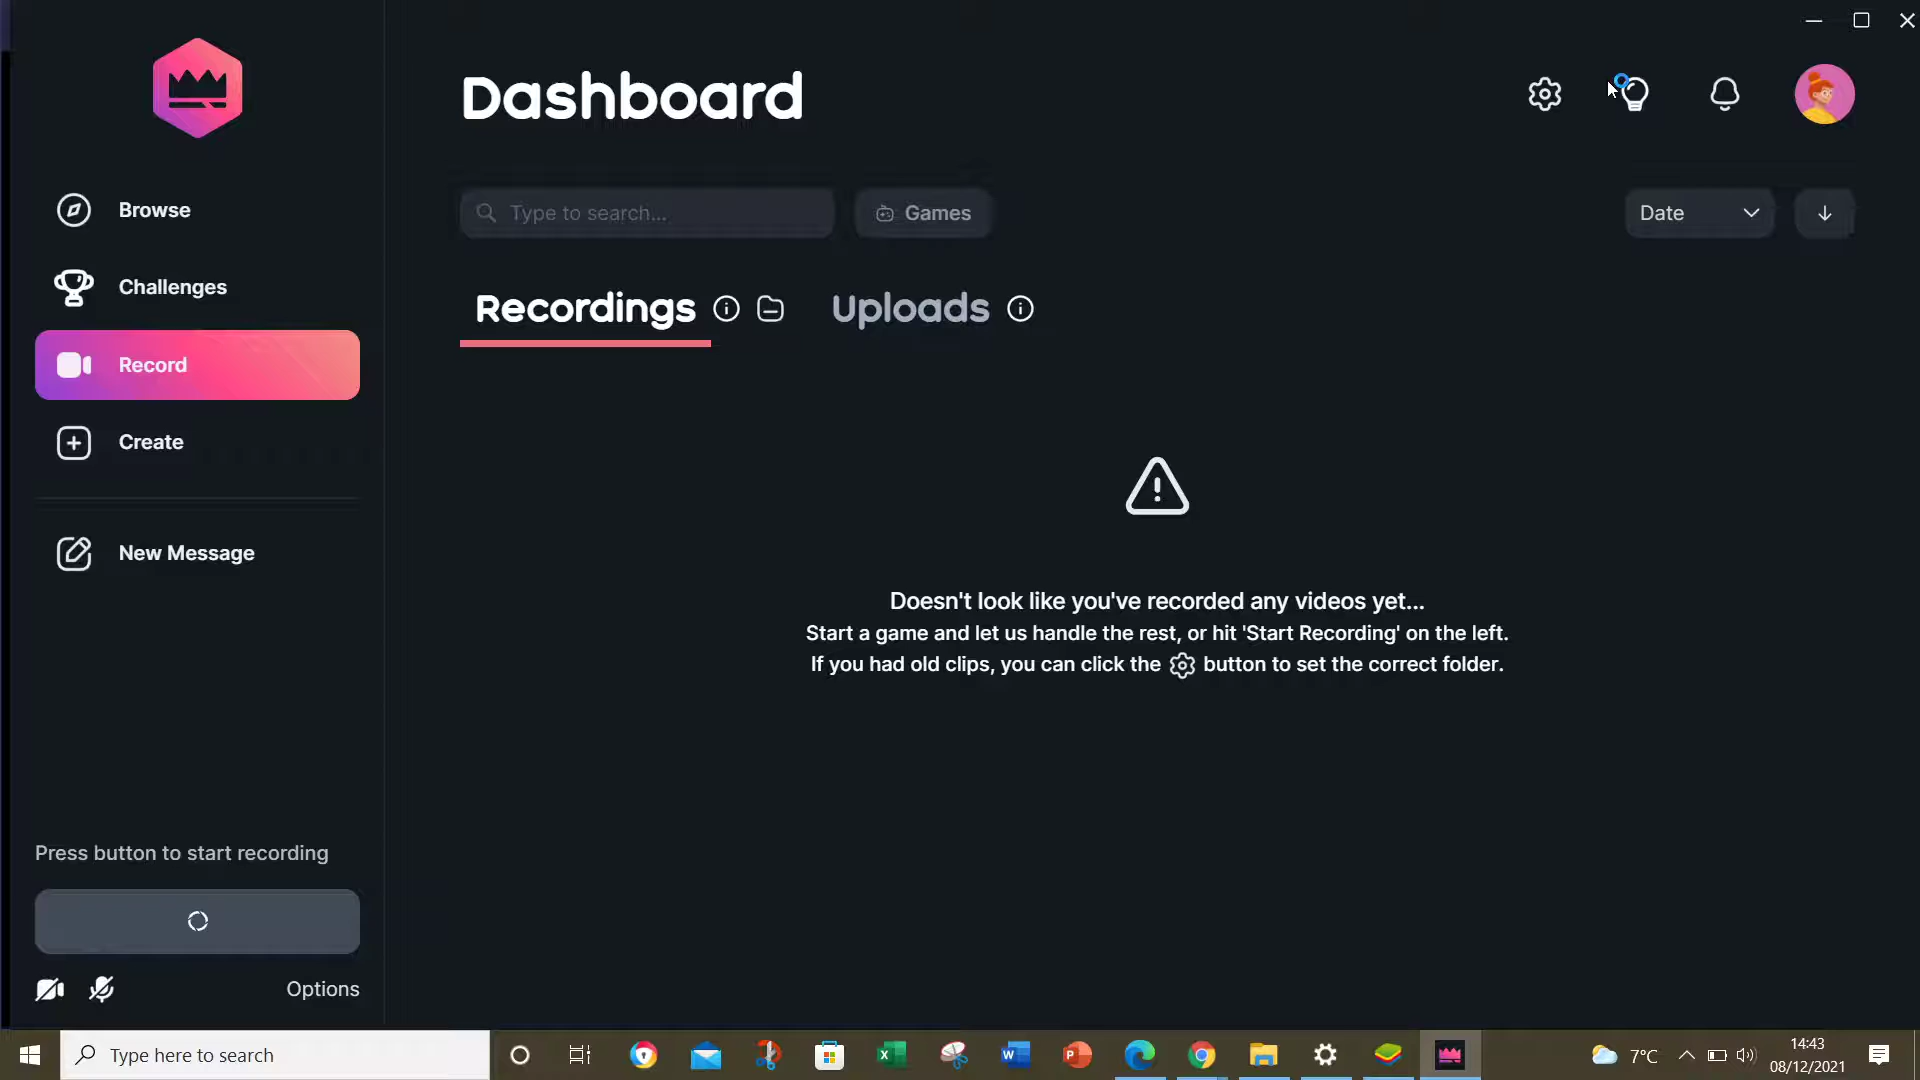 Dashboard
Browse
Type to search...
Games
Date
Challenges
Recordings
Uploads
Record
Create
New Message
Doesn't look like you've recorded any videos yet...
Start a game and let us handle the rest, or hit 'Start Recording' on the left.
If you had old clips, you can click the button to set the correct folder.
Press button to start recording
Options
Type here to search
7°C
14:43
08/12/2021